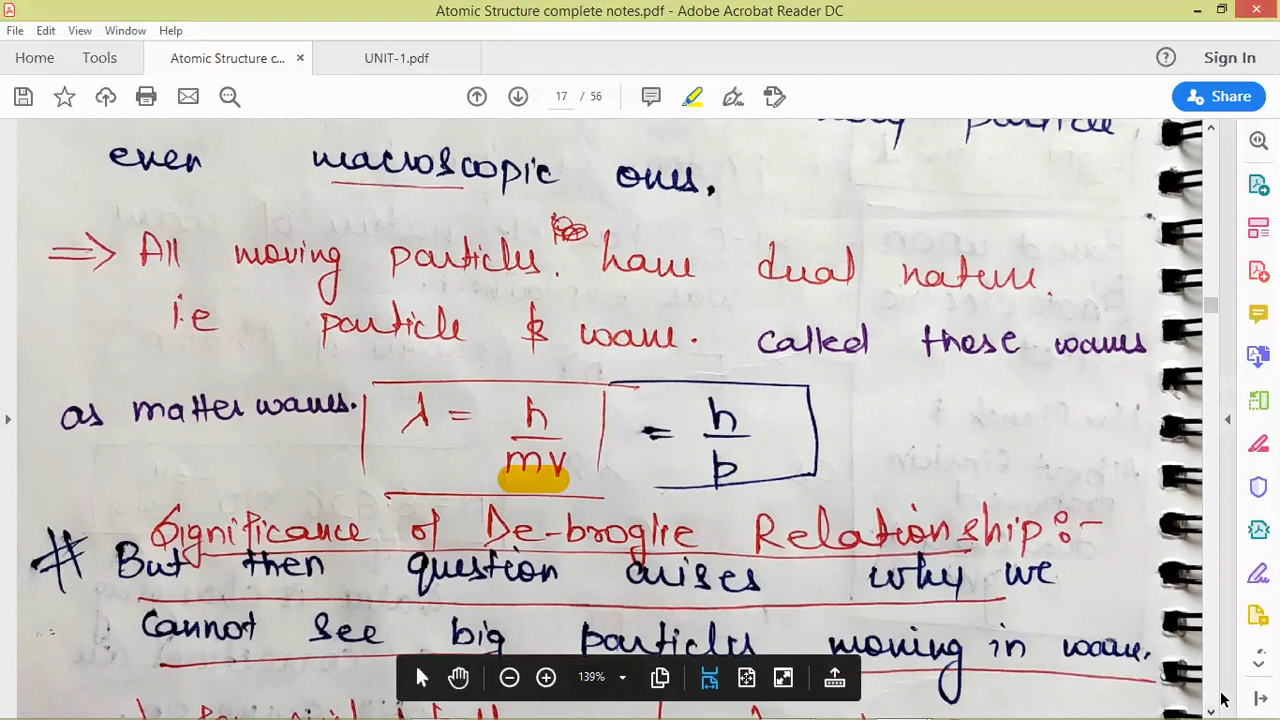 Atomic Structure complete notes.pdf - Adobe Acrobat Reader DC
File Edit View Window Help
Home Tools Atomic Structure c... × UNIT-1.pdf ? Sign In
17 / 56 Share
particle
even macroscopic ones.
⇒ All moving particles. have dual nature.
i.e particle & wave. called these waves
as matter waves. λ = h/mv = h/p
Significance of De-broglie Relationship:-
# But then question arises why we
cannot see big particles moving in wave.
139%